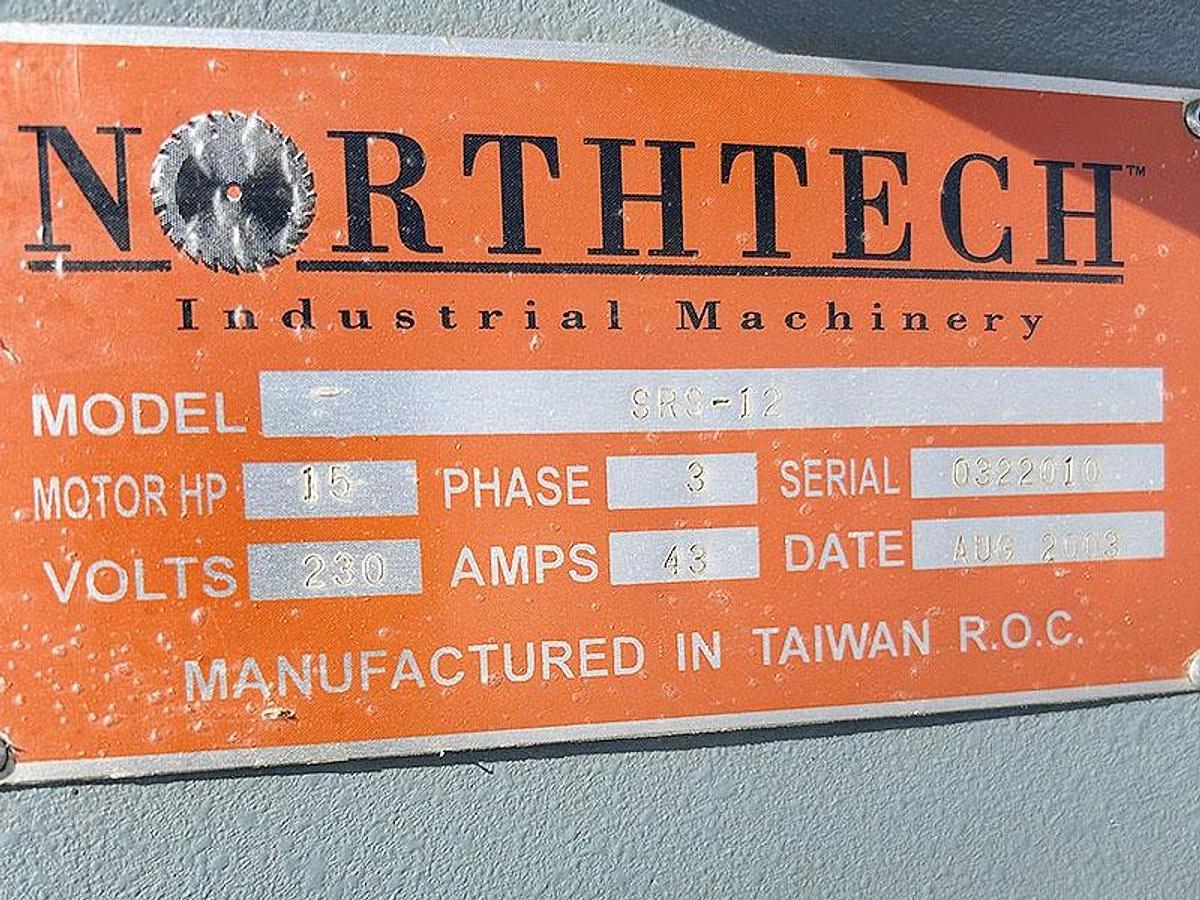 NORTHTECH™
Industrial Machinery
MODEL SRS-12
MOTOR HP 15 PHASE 3 SERIAL 0322010
VOLTS 230 AMPS 43 DATE AUG 2003
MANUFACTURED IN TAIWAN R.O.C.